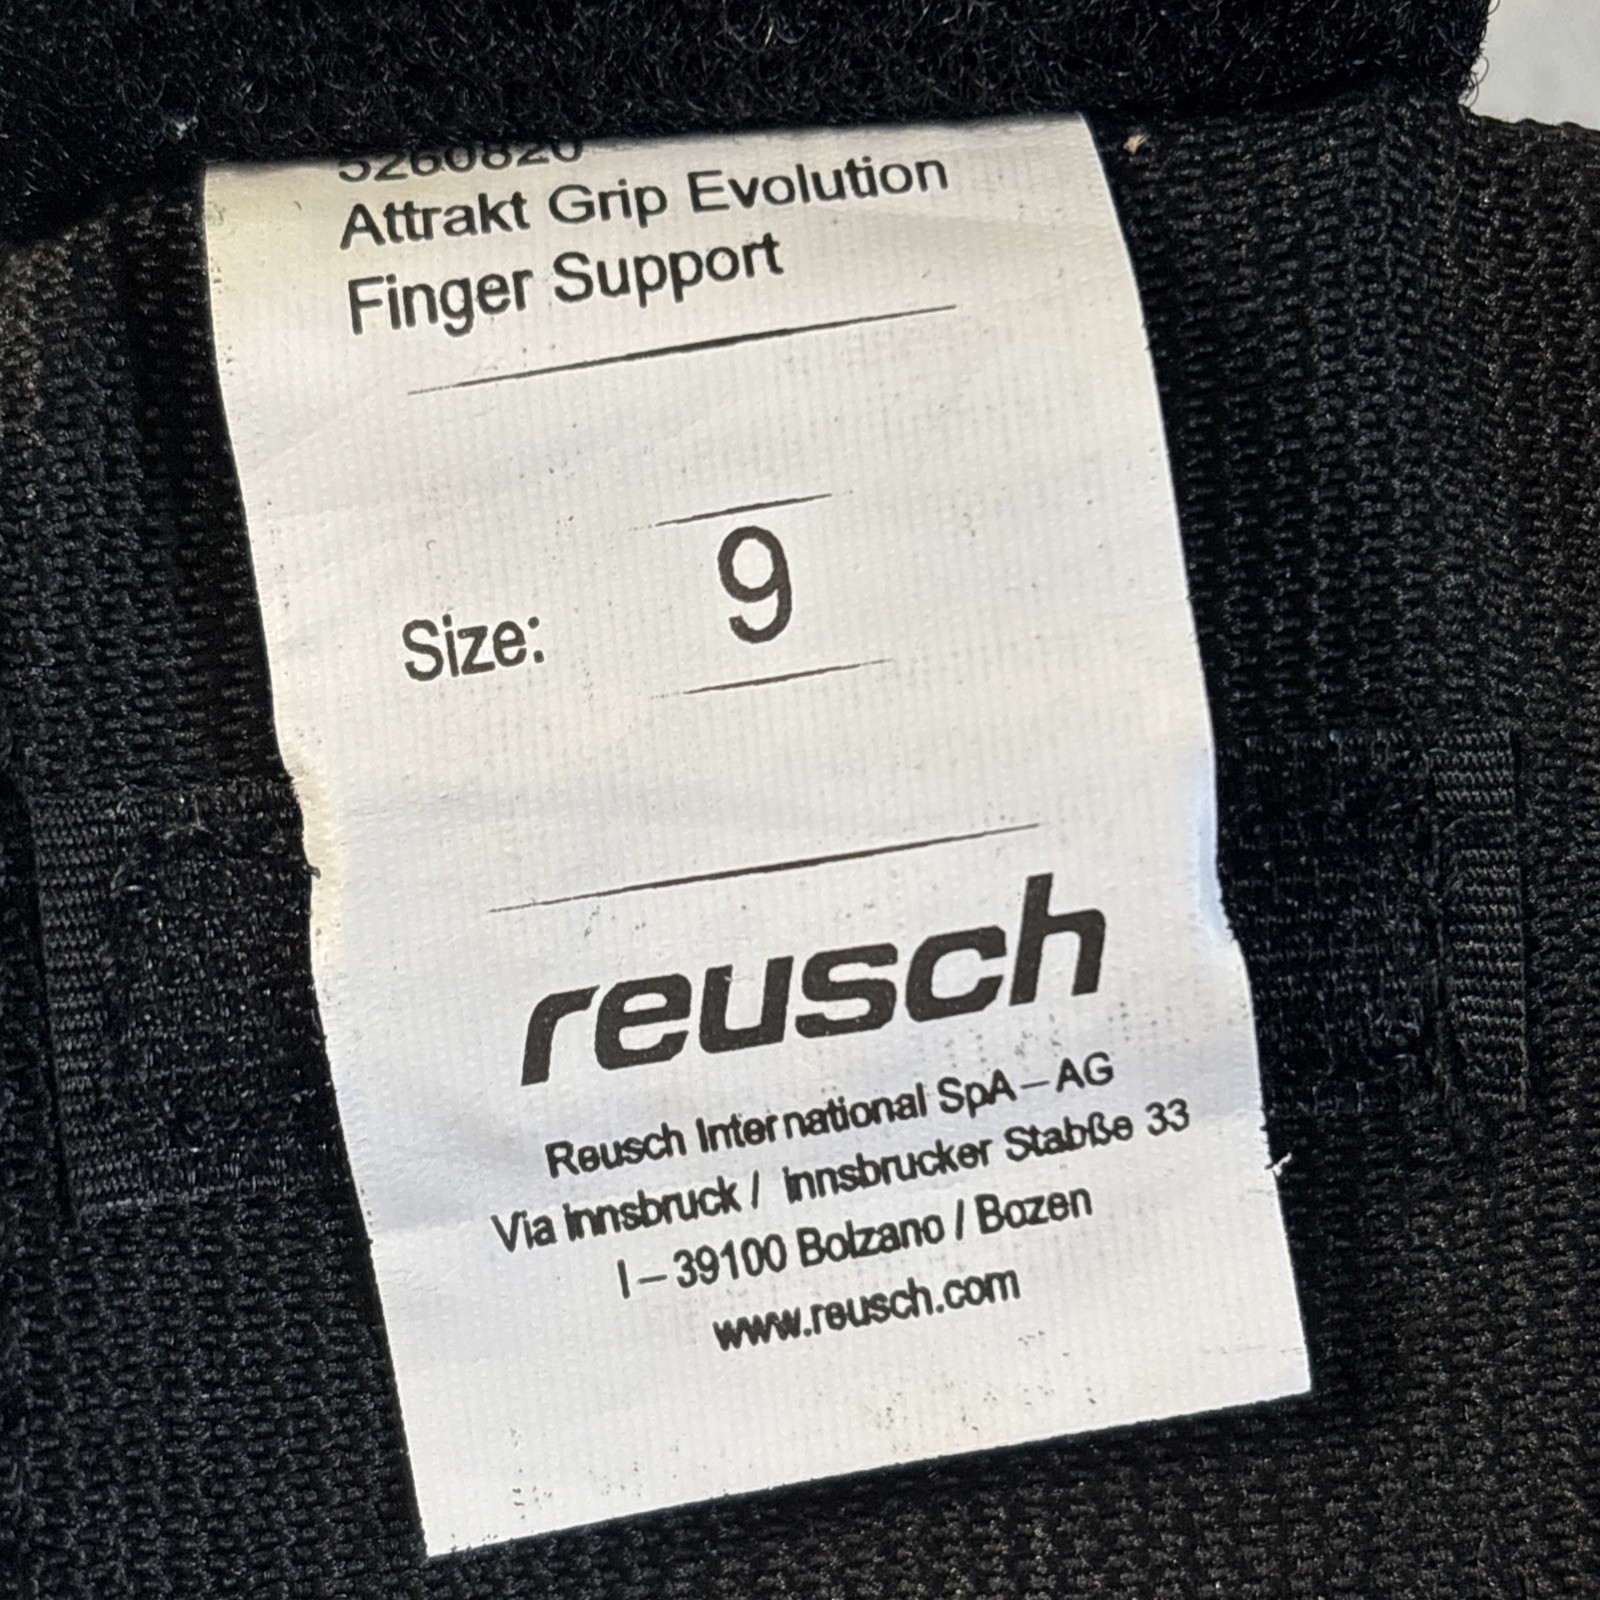 5260820
Attrakt Grip Evolution
Finger Support
Size: 9
reusch
Reusch International SpA – AG
Via Innsbruck / Innsbrucker Stabße 33
I – 39100 Bolzano / Bozen
www.reusch.com